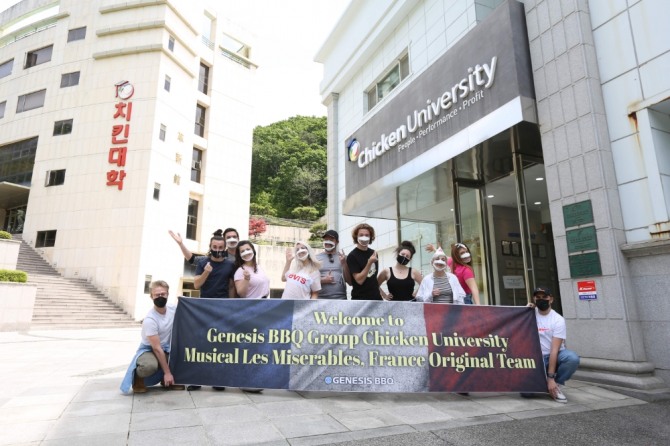 치킨대학
Chicken University
People • Performance • Profit
LEVI'S
Welcome to
Genesis BBQ Group Chicken University
Musical Les Miserables. France Original Team
GENESIS BBQ